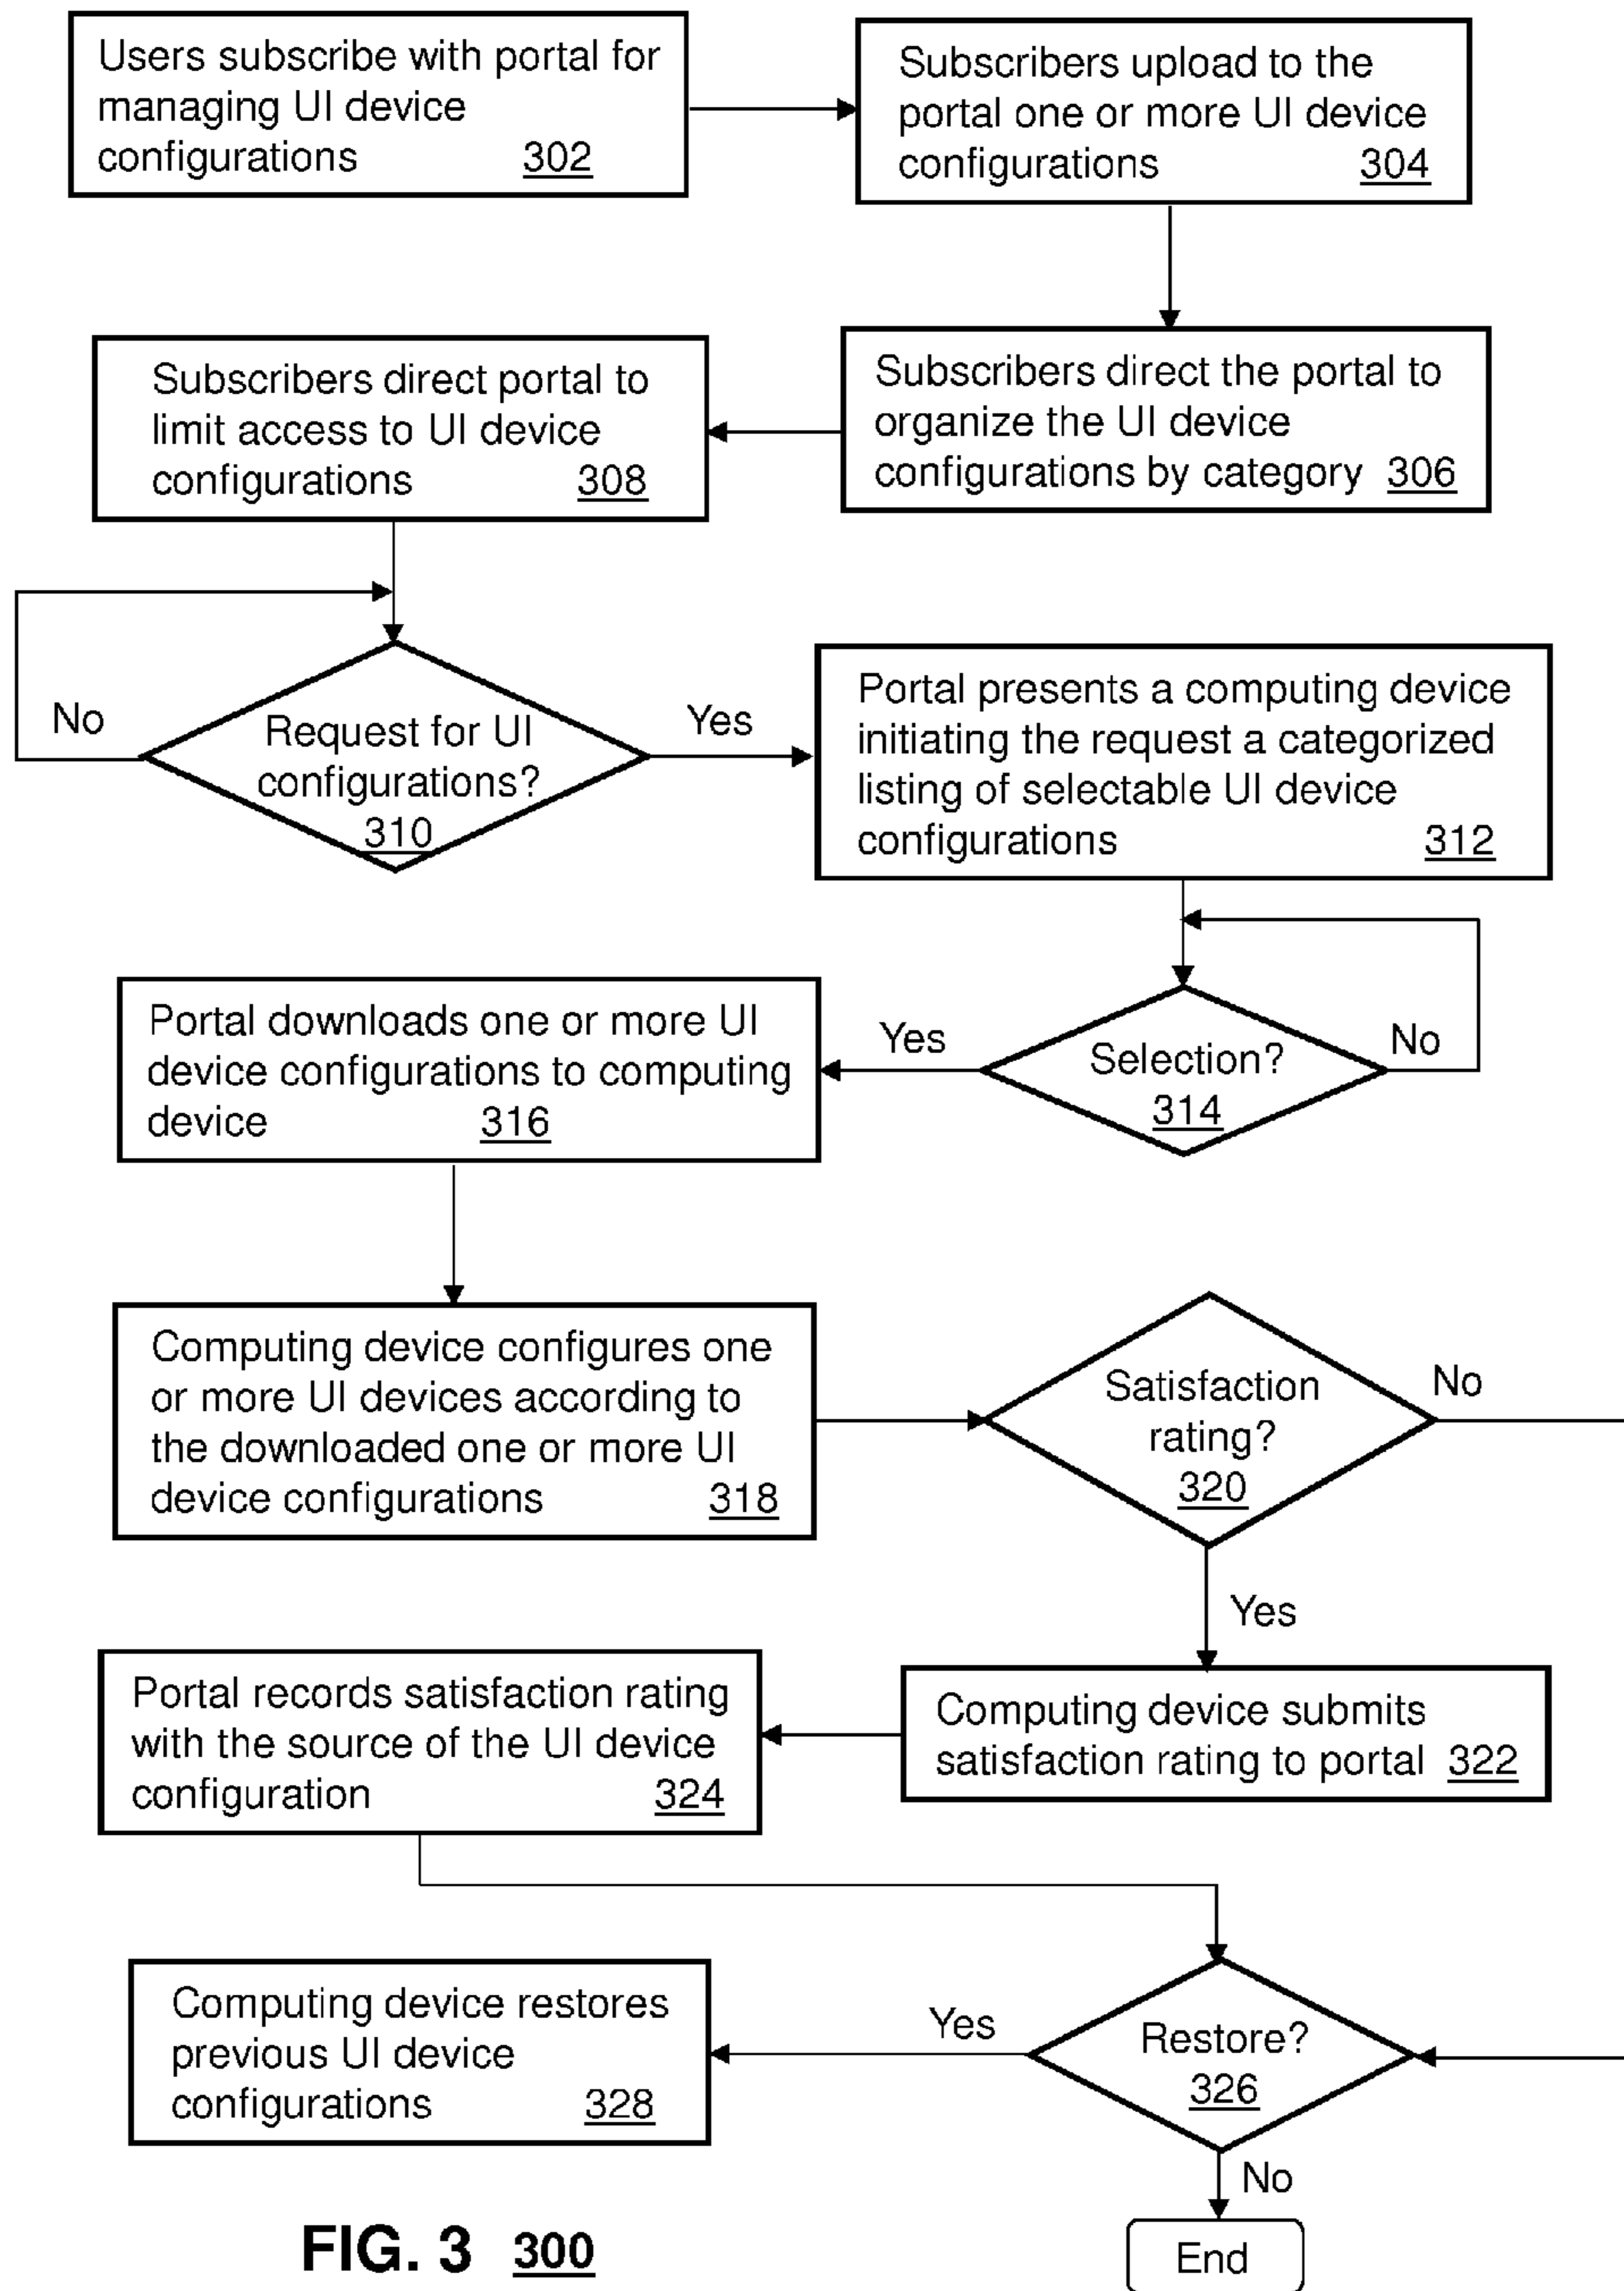 Users subscribe with portal for
managing UI device
configurations 302
Subscribers upload to the
portal one or more UI device
configurations 304
Subscribers direct the portal to
organize the UI device
configurations by category 306
Subscribers direct portal to
limit access to UI device
configurations 308
No
Request for UI
configurations?
310
Yes
Portal presents a computing device
initiating the request a categorized
listing of selectable UI device
configurations 312
Selection?
314
No
Yes
Portal downloads one or more UI
device configurations to computing
device 316
Computing device configures one
or more UI devices according to
the downloaded one or more UI
device configurations 318
Satisfaction
rating?
320
No
Yes
Computing device submits
satisfaction rating to portal 322
Portal records satisfaction rating
with the source of the UI device
configuration 324
Restore?
326
Yes
Computing device restores
previous UI device
configurations 328
No
End
FIG. 3 300